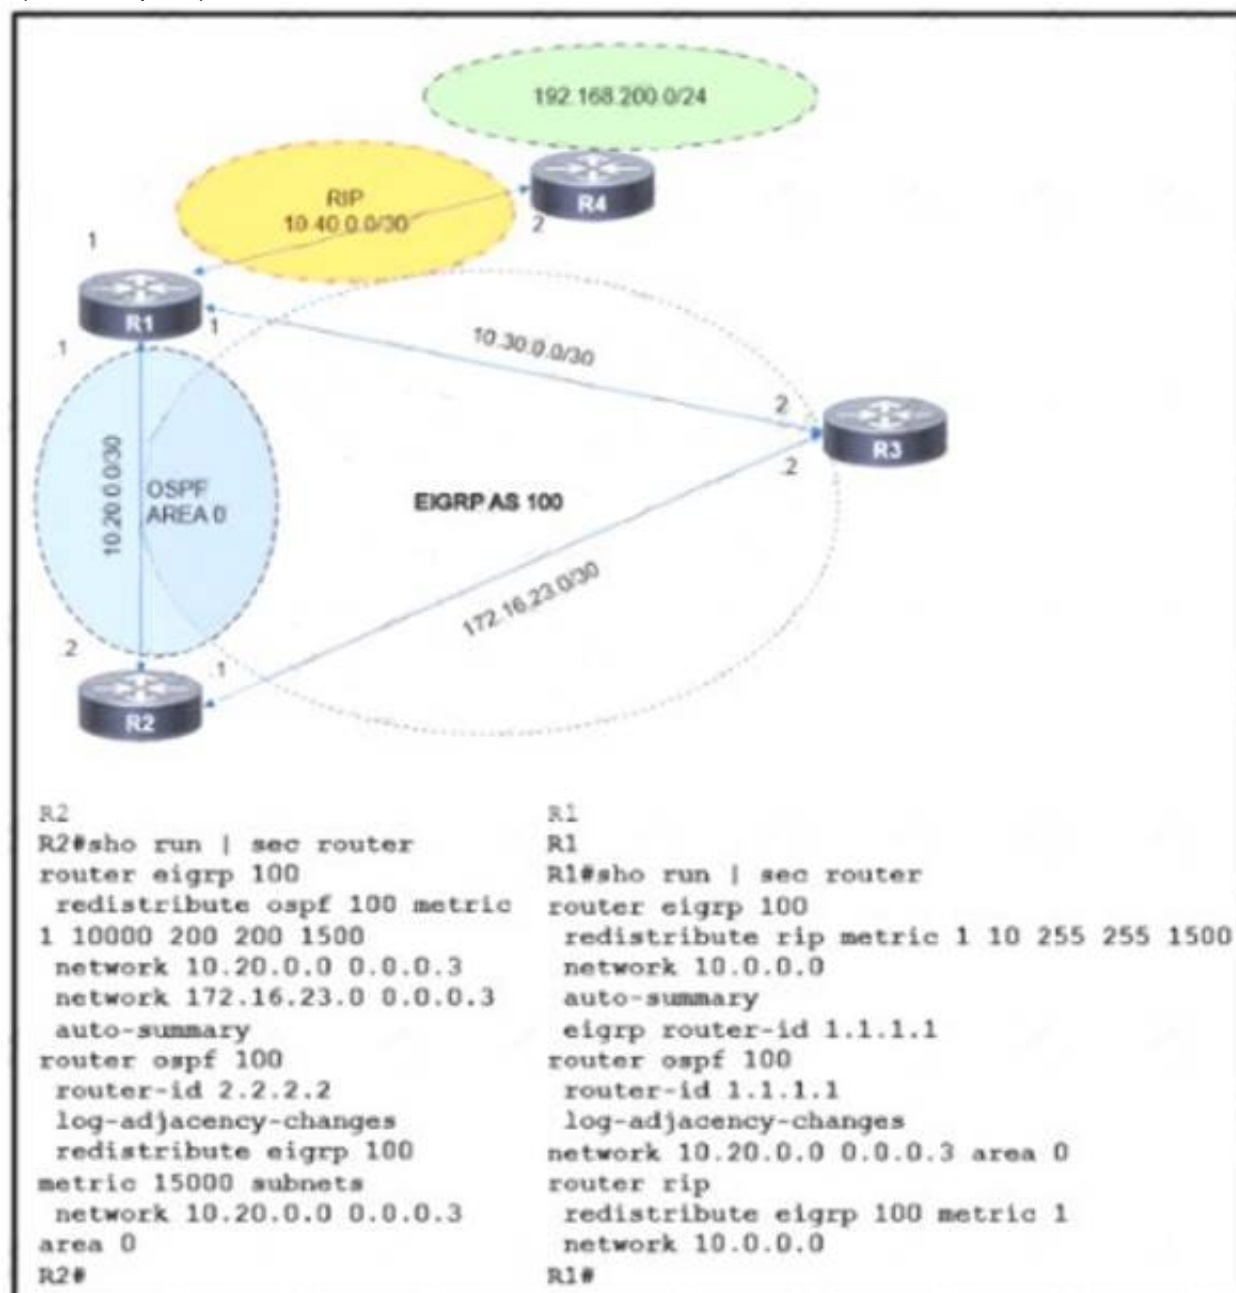 192.168.200.0/24
RIP
10.40.0.0/30
R4
2
1
R1
1
10.30.0.0/30
1
2
R3
.2
10.20.0.0/30
OSPF
AREA 0
EIGRP AS 100
172.16.23.0/30
.2
.1
R2
R2
R2#sho run | sec router
router eigrp 100
redistribute ospf 100 metric
1 10000 200 200 1500
network 10.20.0.0 0.0.0.3
network 172.16.23.0 0.0.0.3
auto-summary
router ospf 100
router-id 2.2.2.2
log-adjacency-changes
redistribute eigrp 100
metric 15000 subnets
network 10.20.0.0 0.0.0.3
area 0
R2#
R1
R1
R1#sho run | sec router
router eigrp 100
redistribute rip metric 1 10 255 255 1500
network 10.0.0.0
auto-summary
eigrp router-id 1.1.1.1
router ospf 100
router-id 1.1.1.1
log-adjacency-changes
network 10.20.0.0 0.0.0.3 area 0
router rip
redistribute eigrp 100 metric 1
network 10.0.0.0
R1#